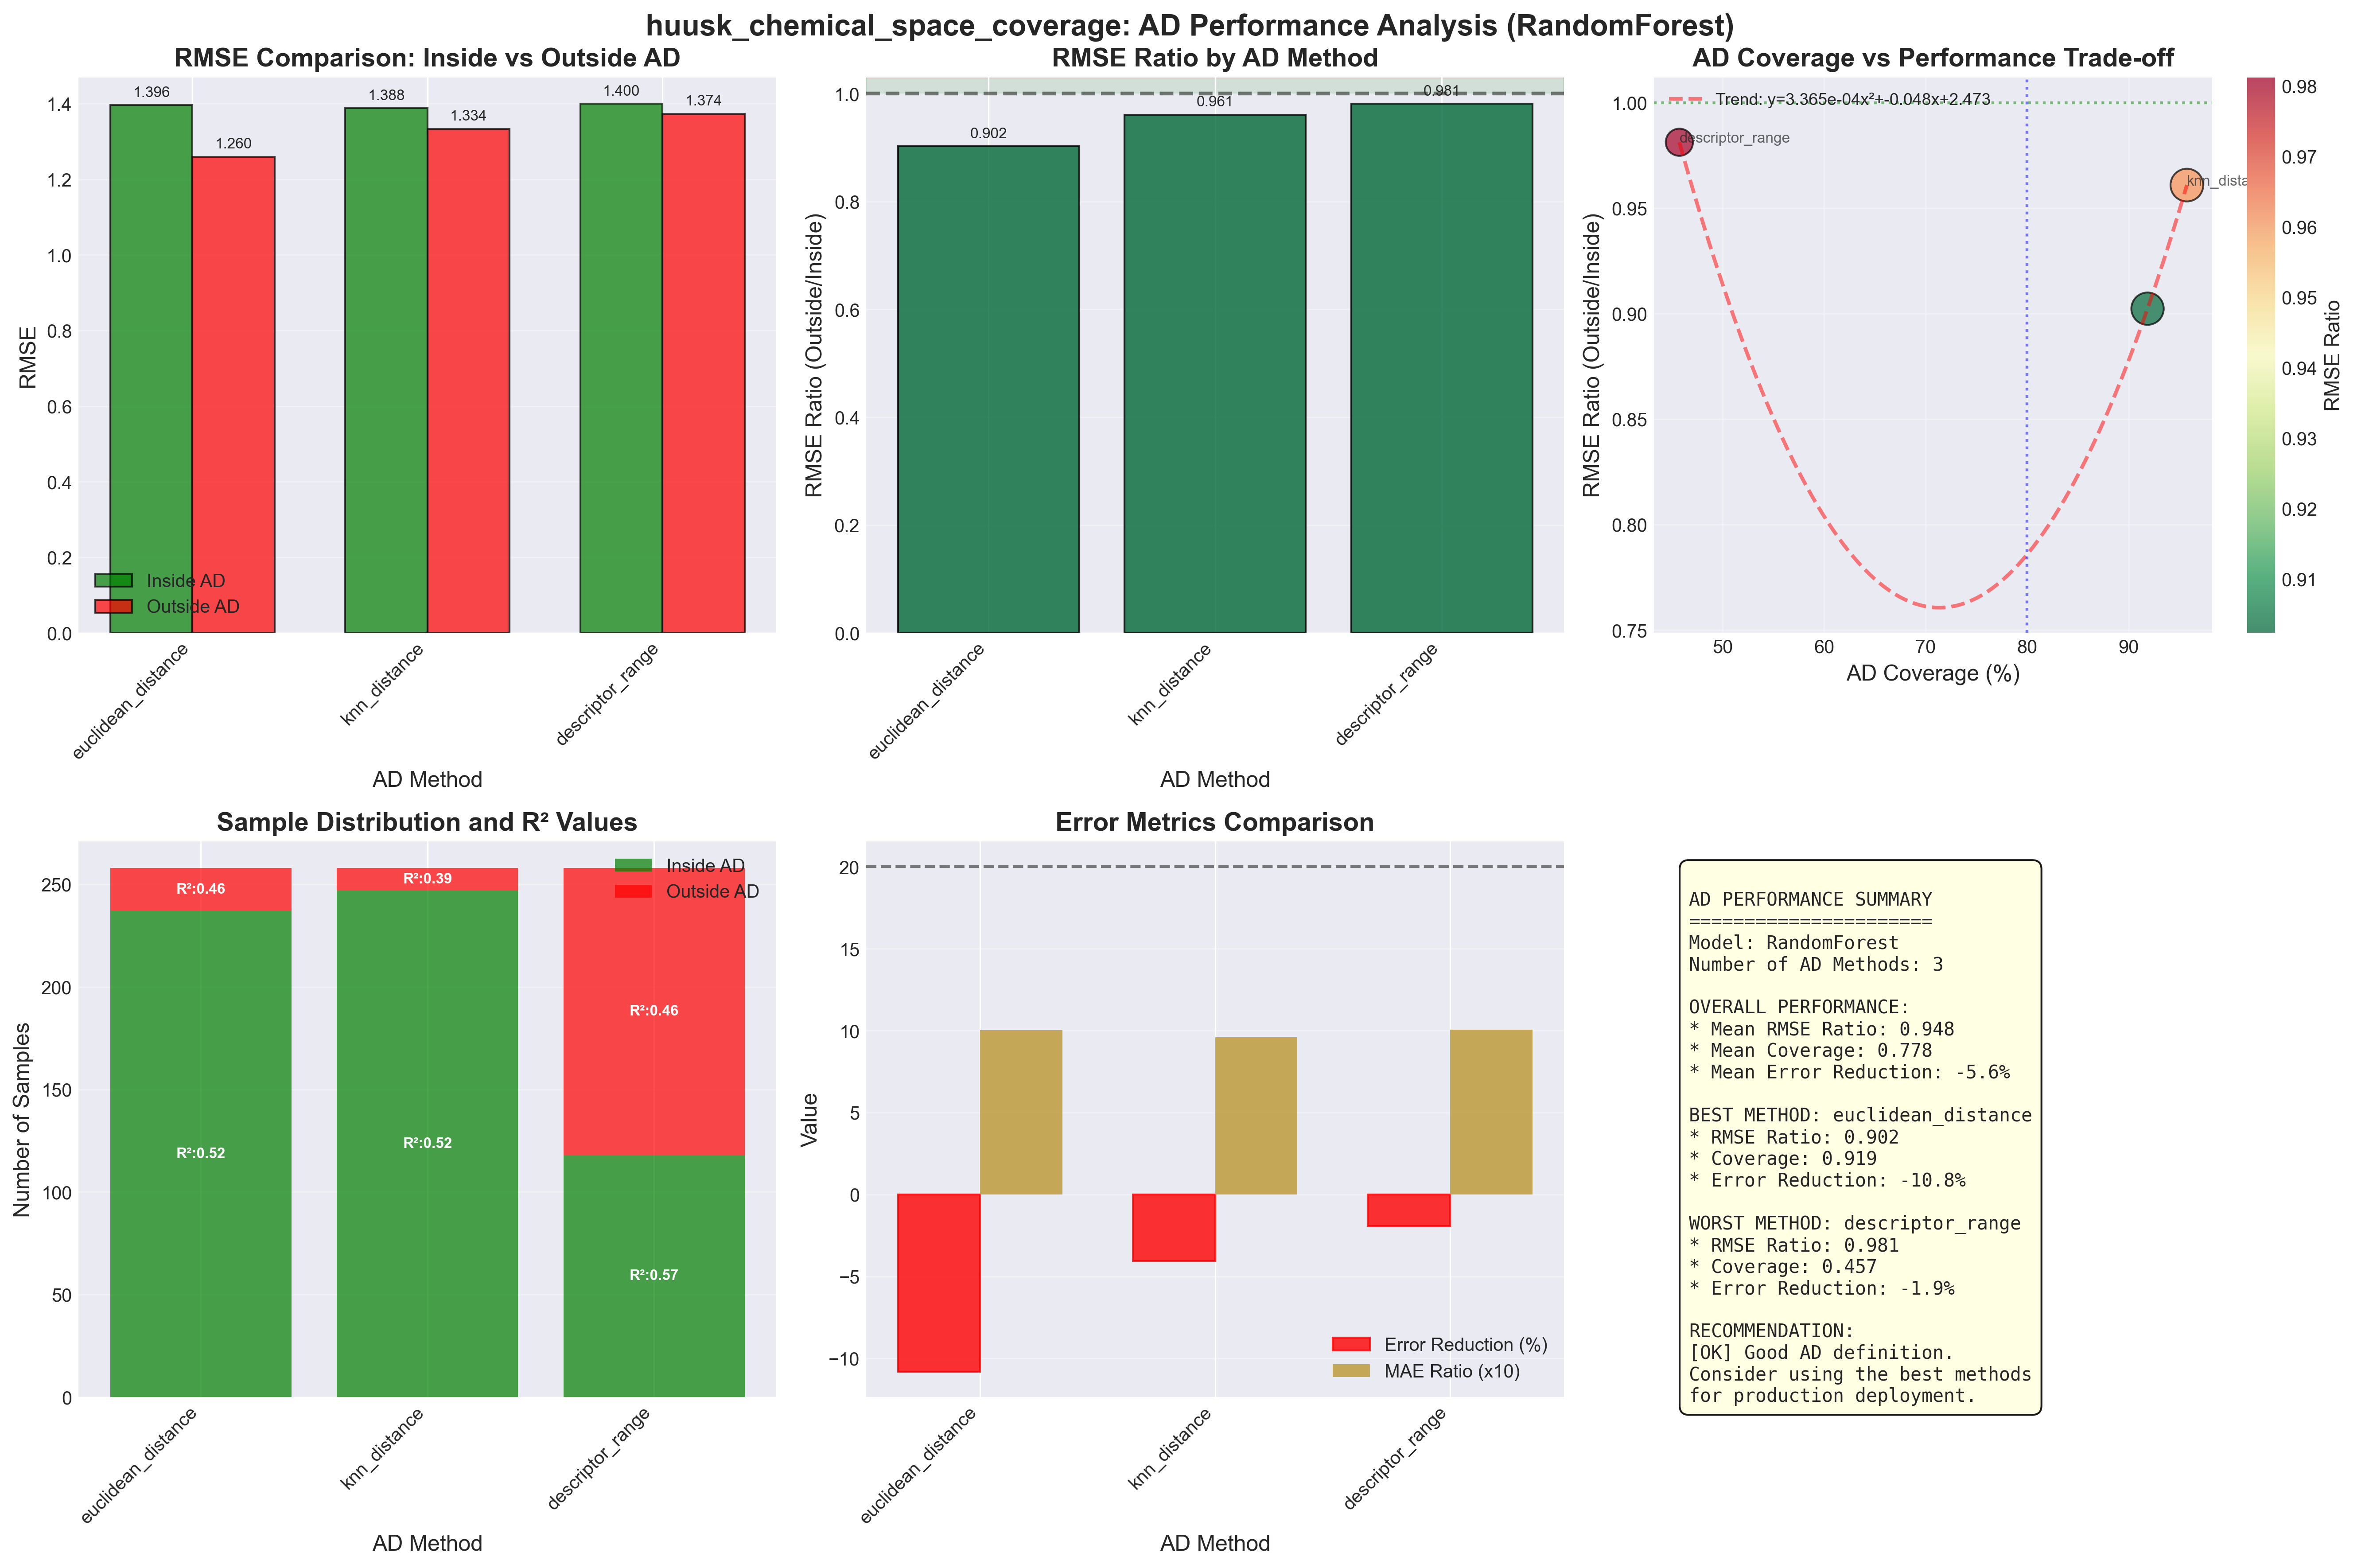 huusk_chemical_space_coverage: AD Performance Analysis (RandomForest)
RMSE Comparison: Inside vs Outside AD
1.396
1.260
1.388
1.334
1.400
1.374
1.4
1.2
1.0
0.8
0.6
0.4
0.2
0.0
RMSE
Inside AD
Outside AD
euclidean_distance
knn_distance
descriptor_range
AD Method
RMSE Ratio by AD Method
0.902
0.961
0.981
1.0
0.8
0.6
0.4
0.2
0.0
RMSE Ratio (Outside/Inside)
euclidean_distance
knn_distance
descriptor_range
AD Method
AD Coverage vs Performance Trade-off
Trend: y=3.365e-04x²+-0.048x+2.473
descriptor_range
knn_dista
1.00
0.95
0.90
0.85
0.80
0.75
RMSE Ratio (Outside/Inside)
50
60
70
80
90
AD Coverage (%)
0.98
0.97
0.96
0.95
0.94
0.93
0.92
0.91
RMSE Ratio
Sample Distribution and R² Values
Inside AD
Outside AD
R²:0.46
R²:0.39
R²:0.46
R²:0.52
R²:0.52
R²:0.57
250
200
150
100
50
0
Number of Samples
euclidean_distance
knn_distance
descriptor_range
AD Method
Error Metrics Comparison
20
15
10
5
0
−5
−10
Value
Error Reduction (%)
MAE Ratio (x10)
euclidean_distance
knn_distance
descriptor_range
AD Method
AD PERFORMANCE SUMMARY
======================
Model: RandomForest
Number of AD Methods: 3
OVERALL PERFORMANCE:
* Mean RMSE Ratio: 0.948
* Mean Coverage: 0.778
* Mean Error Reduction: -5.6%
BEST METHOD: euclidean_distance
* RMSE Ratio: 0.902
* Coverage: 0.919
* Error Reduction: -10.8%
WORST METHOD: descriptor_range
* RMSE Ratio: 0.981
* Coverage: 0.457
* Error Reduction: -1.9%
RECOMMENDATION:
[OK] Good AD definition.
Consider using the best methods
for production deployment.